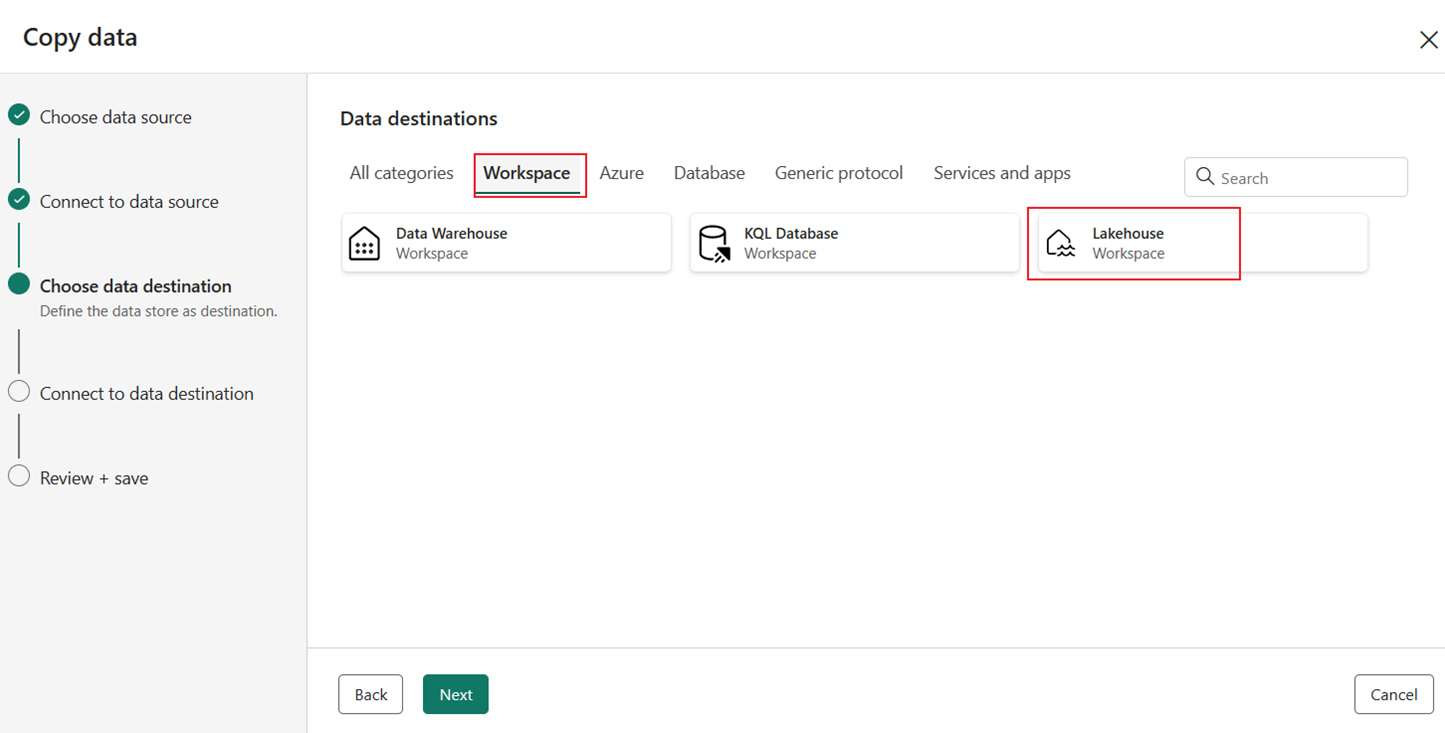 Copy data
Choose data source
Connect to data source
Choose data destination
Define the data store as destination.
Connect to data destination
Review + save
Data destinations
All categories Workspace Azure Database Generic protocol Services and apps
Search
Data Warehouse
Workspace
KQL Database
Workspace
Lakehouse
Workspace
Back Next Cancel